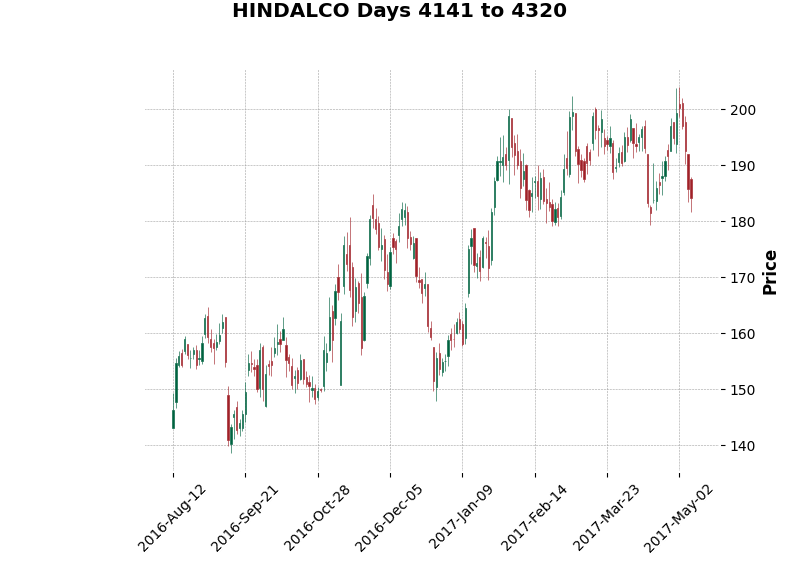 HINDALCO Days 4141 to 4320
200
190
180
170
160
150
140
Price
2016-Aug-12
2016-Sep-21
2016-Oct-28
2016-Dec-05
2017-Jan-09
2017-Feb-14
2017-Mar-23
2017-May-02